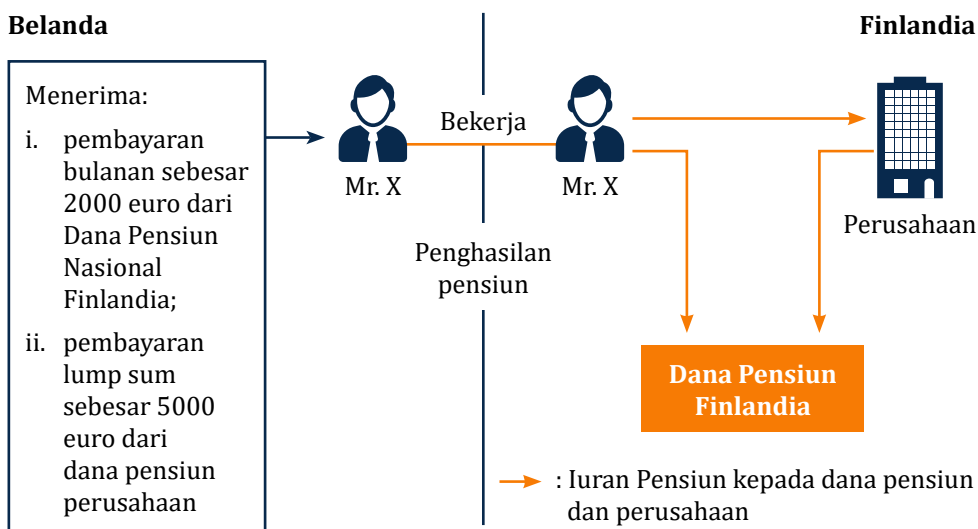 Belanda
Finlandia
Menerima:
i. pembayaran
bulanan sebesar
2000 euro dari
Dana Pensiun
Nasional
Finlandia;
ii. pembayaran
lump sum
sebesar 5000
euro dari
dana pensiun
perusahaan
Mr. X
Bekerja
Mr. X
Perusahaan
Penghasilan
pensiun
Dana Pensiun
Finlandia
: Iuran Pensiun kepada dana pensiun
dan perusahaan